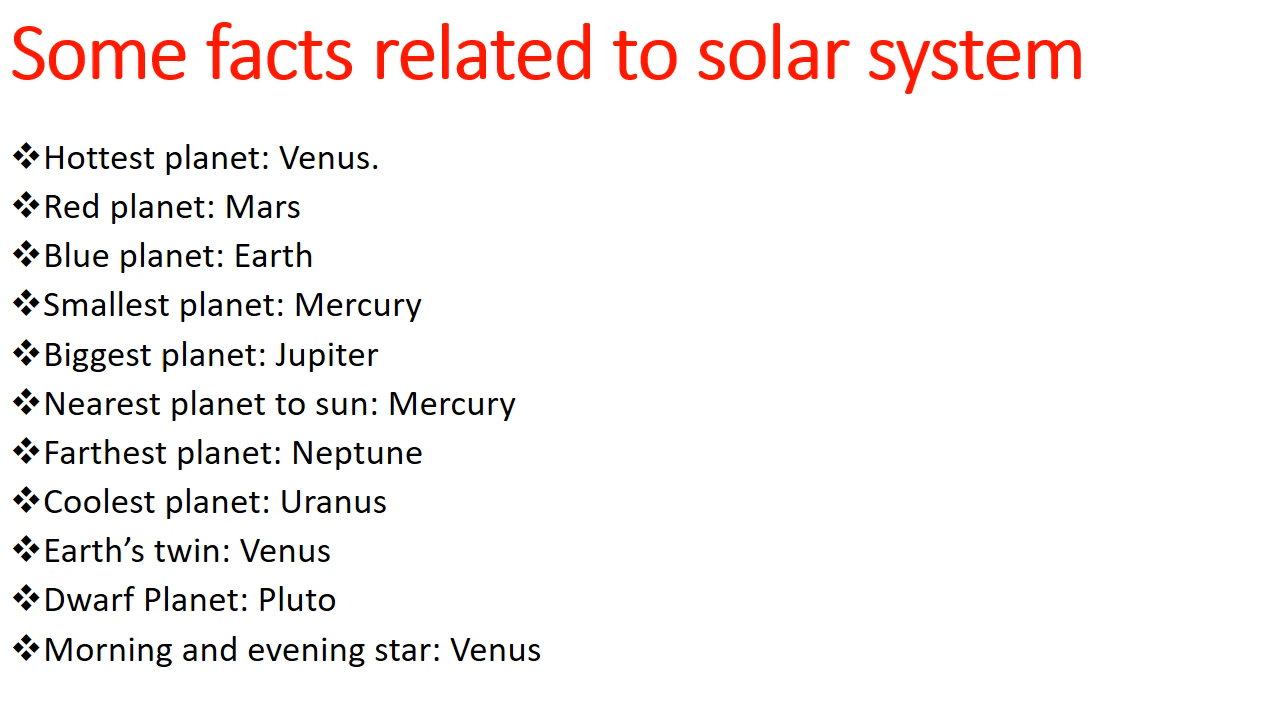 Some facts related to solar system
❖Hottest planet: Venus.
❖Red planet: Mars
❖Blue planet: Earth
❖Smallest planet: Mercury
❖Biggest planet: Jupiter
❖Nearest planet to sun: Mercury
❖Farthest planet: Neptune
❖Coolest planet: Uranus
❖Earth’s twin: Venus
❖Dwarf Planet: Pluto
❖Morning and evening star: Venus